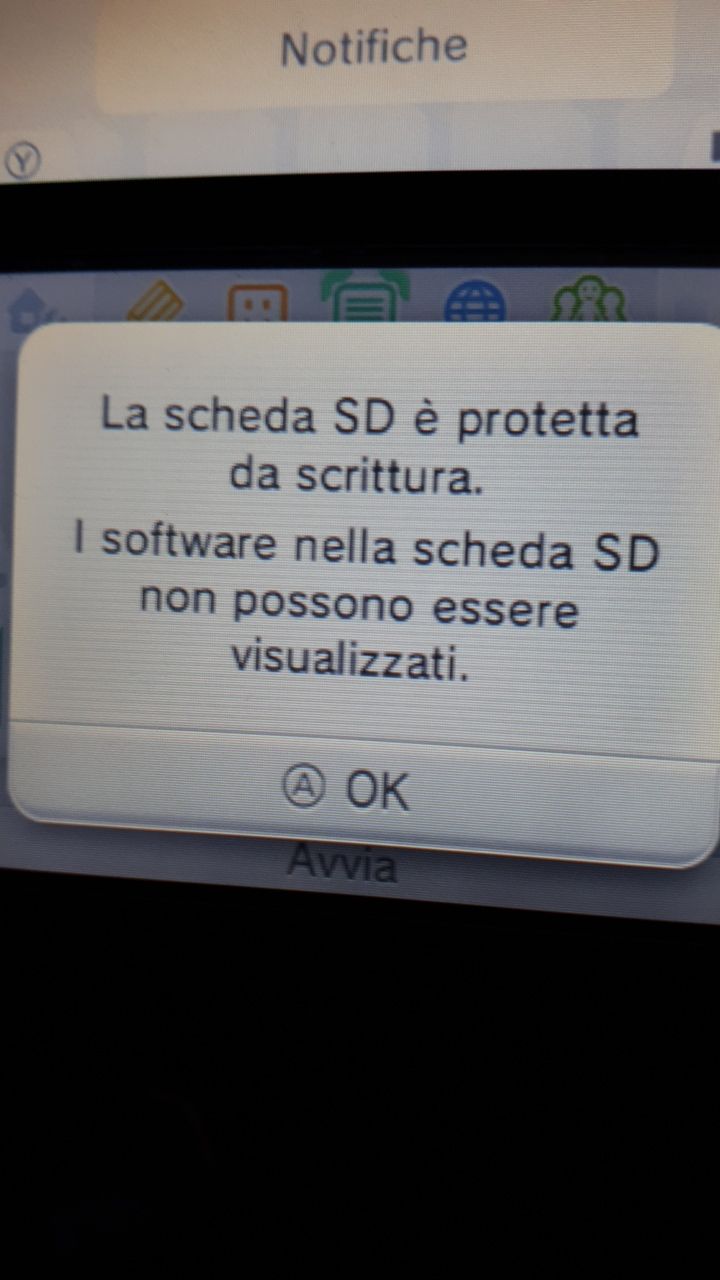 Notifiche
Y
La scheda SD è protetta
da scrittura.
I software nella scheda SD
non possono essere
visualizzati.
A OK
Avvia